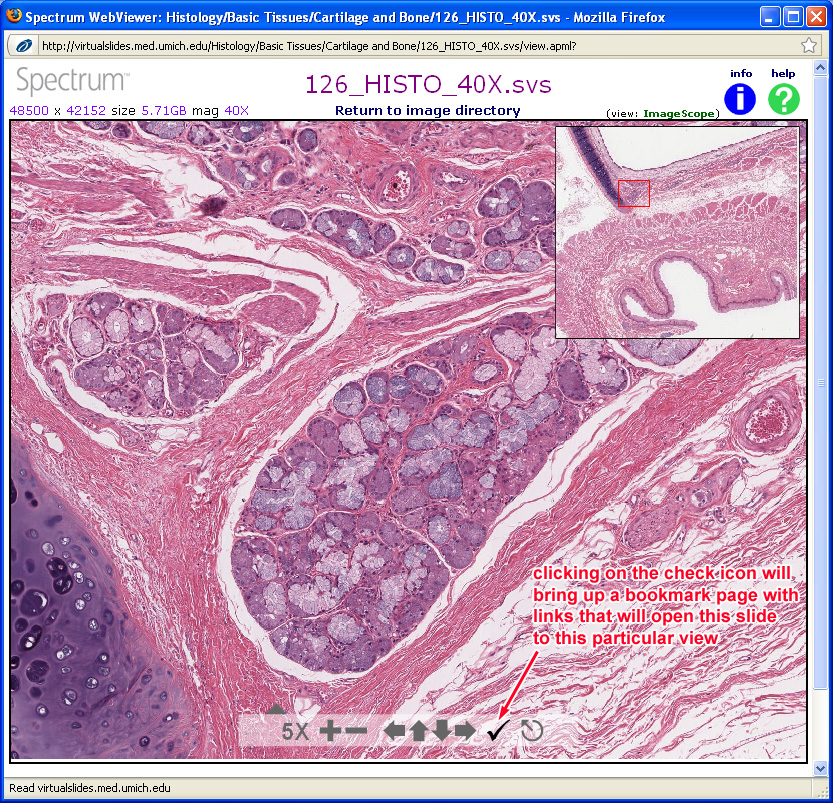 Spectrum WebViewer: Histology/Basic Tissues/Cartilage and Bone/126_HISTO_40X.svs - Mozilla Firefox
http://virtualslides.med.umich.edu/Histology/Basic Tissues/Cartilage and Bone/126_HISTO_40X.svs/view.apml?
Spectrum™
126_HISTO_40X.svs
info
help
48500 x 42152 size 5.71GB mag 40X
Return to image directory
(view: ImageScope)
clicking on the check icon will
bring up a bookmark page with
links that will open this slide
to this particular view
5X
Read virtualslides.med.umich.edu